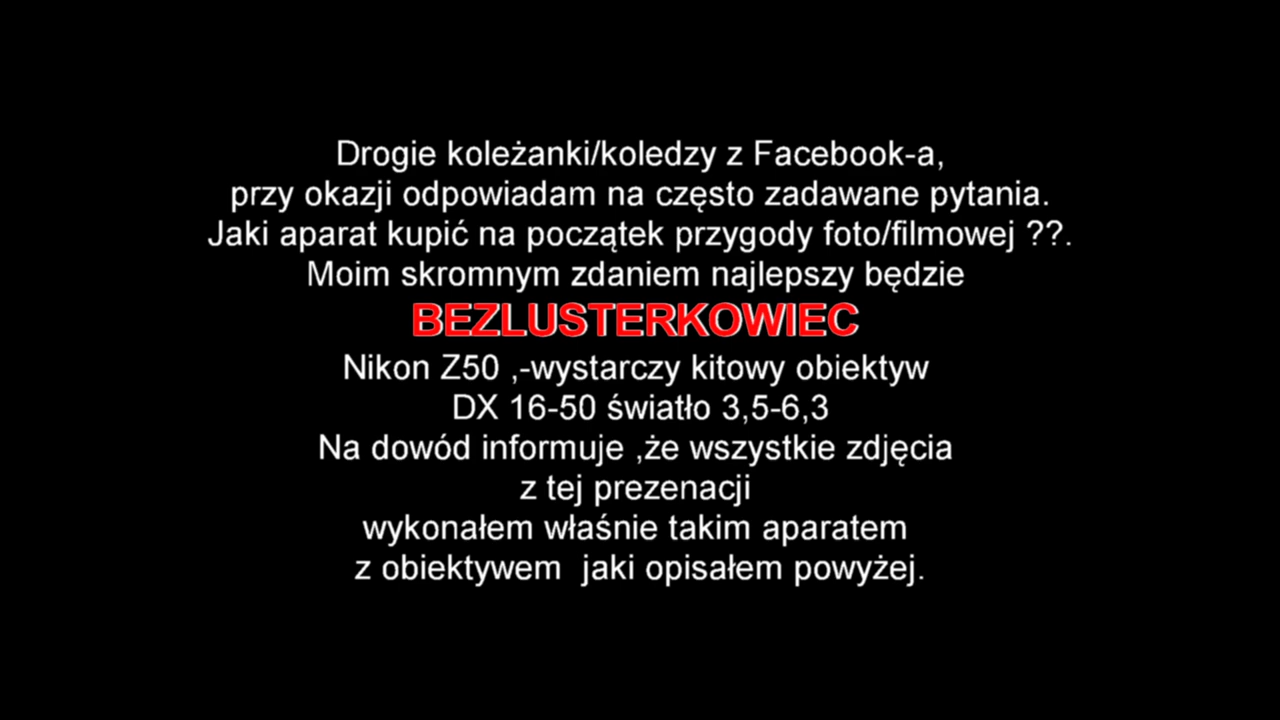 Drogie koleżanki/koledzy z Facebook-a,
przy okazji odpowiadam na często zadawane pytania.
Jaki aparat kupić na początek przygody foto/filmowej ??.
Moim skromnym zdaniem najlepszy będzie
BEZLUSTERKOWIEC
Nikon Z50 ,-wystarczy kitowy obiektyw
DX 16-50 światło 3,5-6,3
Na dowód informuje ,że wszystkie zdjęcia
z tej prezenacji
wykonałem właśnie takim aparatem
z obiektywem  jaki opisałem powyżej.